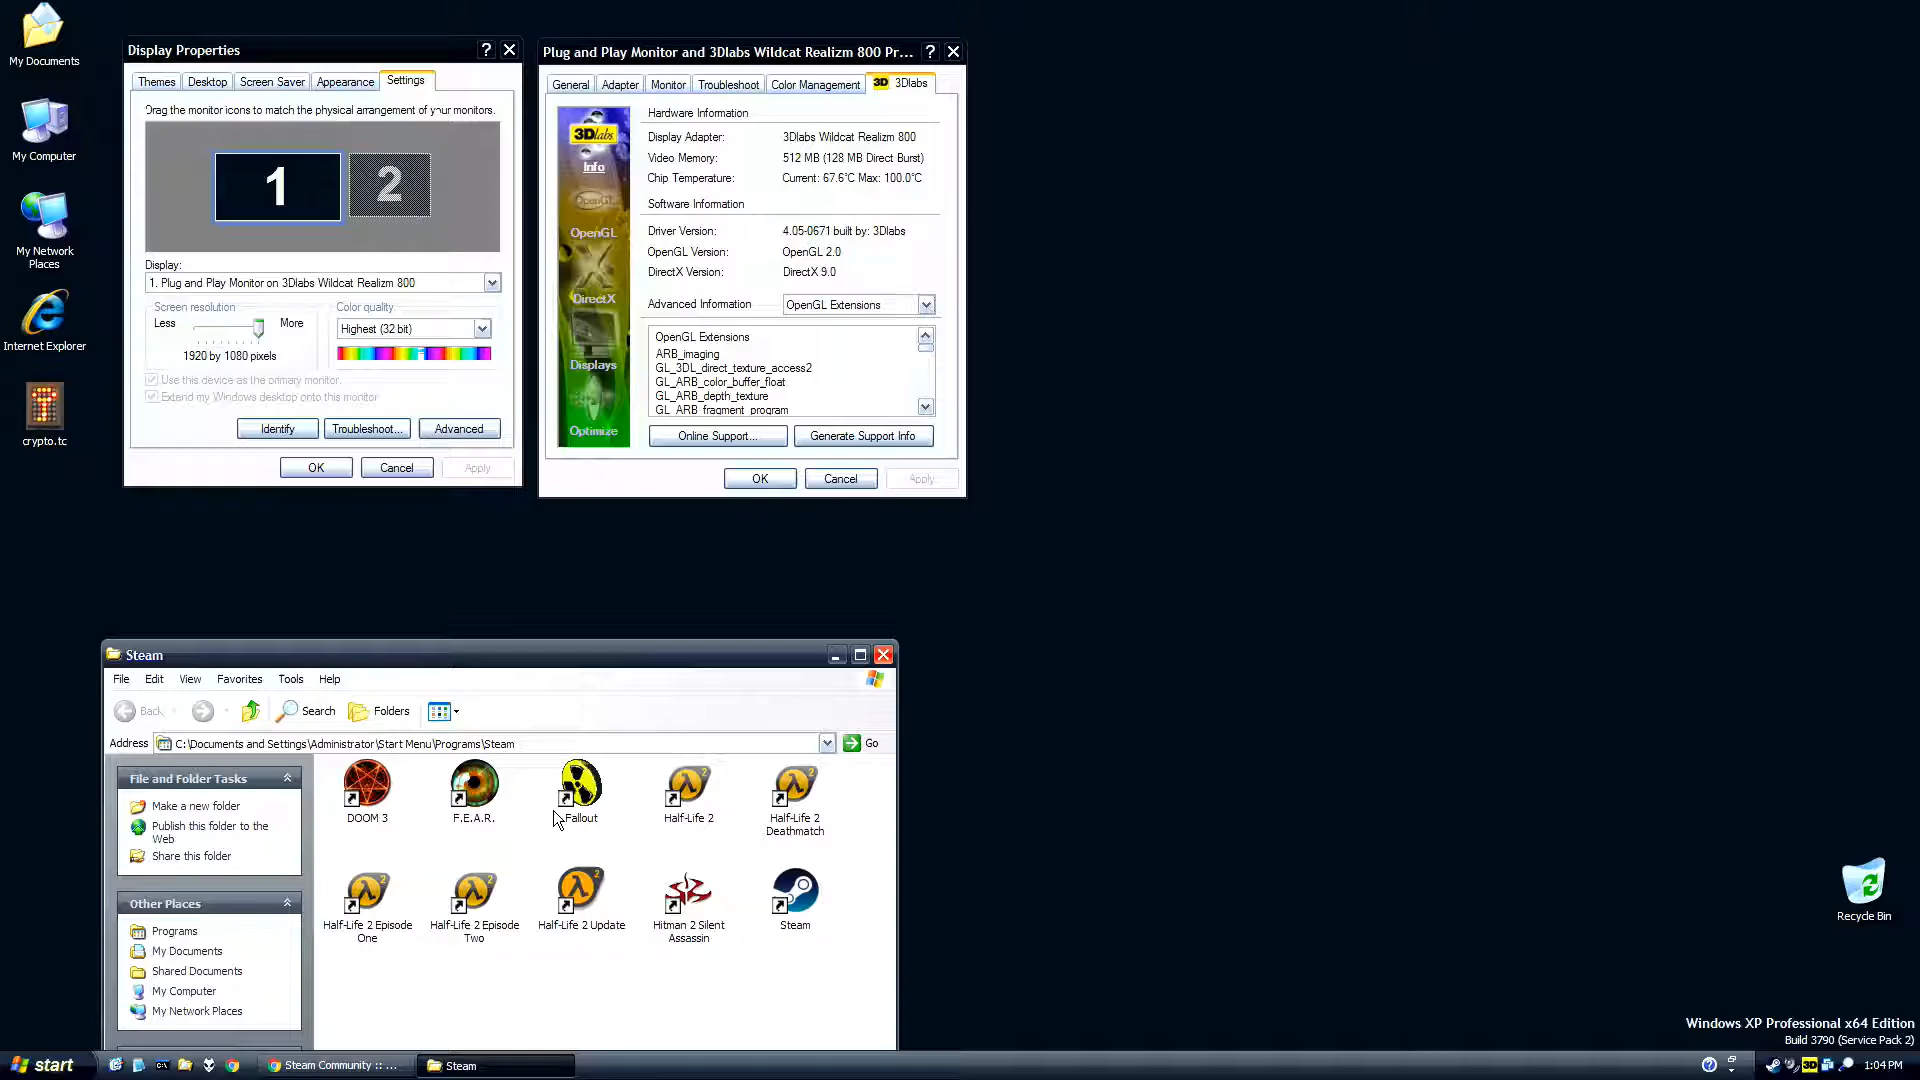 My Documents
My Computer
My Network
Places
Internet Explorer
crypto.tc
Display Properties
Themes
Desktop
Screen Saver
Appearance
Settings
Drag the monitor icons to match the physical arrangement of your monitors.
1
2
Display:
1. Plug and Play Monitor on 3Dlabs Wildcat Realizm 800
Screen resolution
Less
More
1920 by 1080 pixels
Color quality
Highest (32 bit)
Use this device as the primary monitor.
Extend my Windows desktop onto this monitor
Identify
Troubleshoot...
Advanced
OK
Cancel
Apply
Plug and Play Monitor and 3Dlabs Wildcat Realizm 800 Pr...
General
Adapter
Monitor
Troubleshoot
Color Management
3D 3Dlabs
3Dlabs
Info
OpenGL
OpenGL
DirectX
Displays
Optimize
Hardware Information
Display Adapter: 3Dlabs Wildcat Realizm 800
Video Memory: 512 MB (128 MB Direct Burst)
Chip Temperature: Current: 67.6°C Max: 100.0°C
Software Information
Driver Version: 4.05-0671 built by: 3Dlabs
OpenGL Version: OpenGL 2.0
DirectX Version: DirectX 9.0
Advanced Information OpenGL Extensions
OpenGL Extensions
ARB_imaging
GL_3DL_direct_texture_access2
GL_ARB_color_buffer_float
GL_ARB_depth_texture
GL_ARB_fragment_program
Online Support...
Generate Support Info
OK
Cancel
Apply
Steam
File Edit View Favorites Tools Help
Back
Search
Folders
Address C:\Documents and Settings\Administrator\Start Menu\Programs\Steam
Go
File and Folder Tasks
Make a new folder
Publish this folder to the
Web
Share this folder
Other Places
Programs
My Documents
Shared Documents
My Computer
My Network Places
DOOM 3
F.E.A.R.
Fallout
Half-Life 2
Half-Life 2
Deathmatch
Half-Life 2 Episode
One
Half-Life 2 Episode
Two
Half-Life 2 Update
Hitman 2 Silent
Assassin
Steam
Recycle Bin
Windows XP Professional x64 Edition
Build 3790 (Service Pack 2)
start
Steam Community :: ...
Steam
3D
1:04 PM